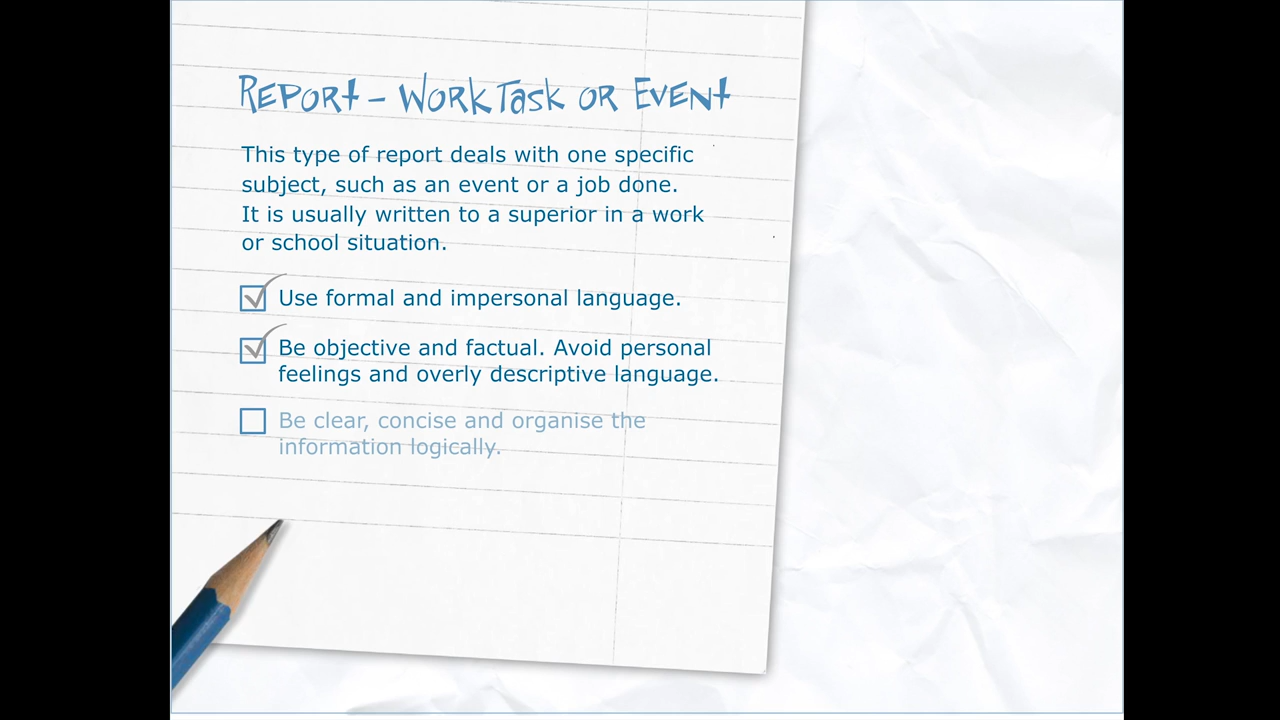 Report – Work Task or Event
This type of report deals with one specific
subject, such as an event or a job done.
It is usually written to a superior in a work
or school situation.
Use formal and impersonal language.
Be objective and factual. Avoid personal
feelings and overly descriptive language.
Be clear, concise and organise the
information logically.